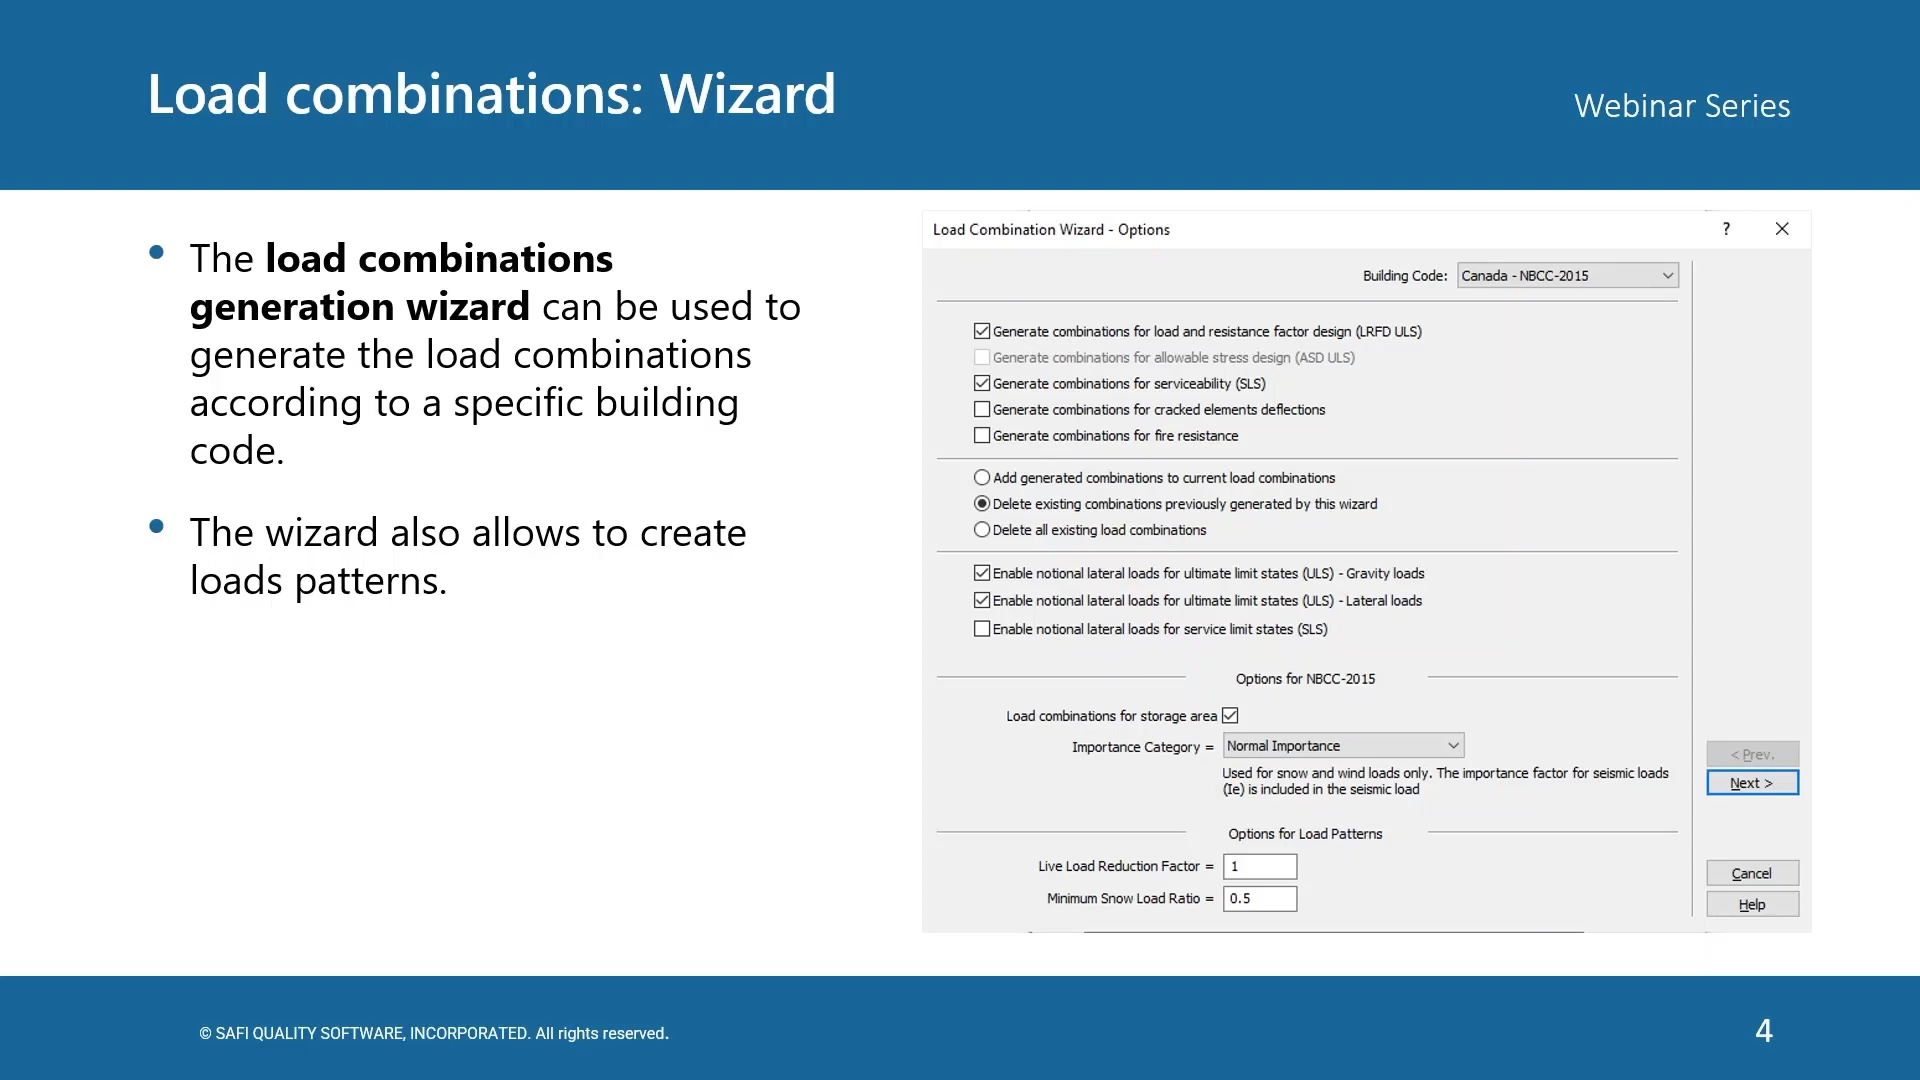 Load combinations: Wizard
Webinar Series
The load combinations
generation wizard can be used to
generate the load combinations
according to a specific building
code.
The wizard also allows to create
loads patterns.
Load Combination Wizard - Options
?
Building Code: Canada - NBCC-2015
Generate combinations for load and resistance factor design (LRFD ULS)
Generate combinations for allowable stress design (ASD ULS)
Generate combinations for serviceability (SLS)
Generate combinations for cracked elements deflections
Generate combinations for fire resistance
Add generated combinations to current load combinations
Delete existing combinations previously generated by this wizard
Delete all existing load combinations
Enable notional lateral loads for ultimate limit states (ULS) - Gravity loads
Enable notional lateral loads for ultimate limit states (ULS) - Lateral loads
Enable notional lateral loads for service limit states (SLS)
Options for NBCC-2015
Load combinations for storage area
Importance Category = Normal Importance
Used for snow and wind loads only. The importance factor for seismic loads
(Ie) is included in the seismic load
< Prev.
Next >
Options for Load Patterns
Live Load Reduction Factor = 1
Minimum Snow Load Ratio = 0.5
Cancel
Help
© SAFI QUALITY SOFTWARE, INCORPORATED. All rights reserved.
4